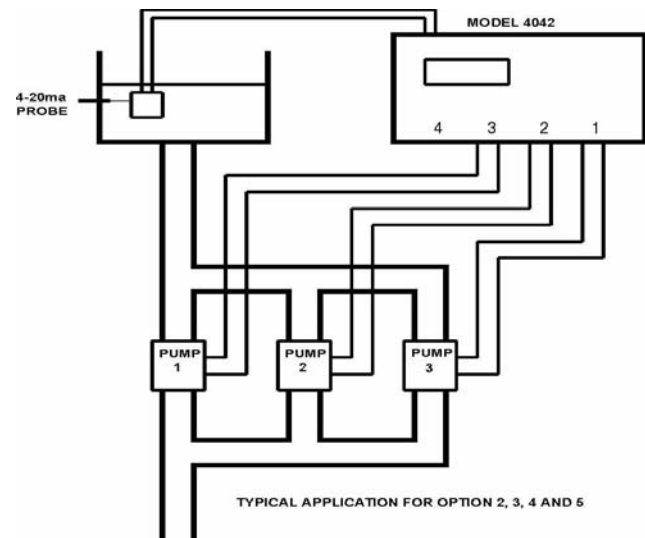 MODEL 4042
4-20ma
PROBE
4 3 2 1
PUMP
1
PUMP
2
PUMP
3
TYPICAL APPLICATION FOR OPTION 2, 3, 4 AND 5